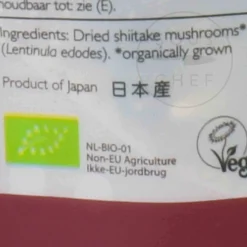 houdbaar tot: zie (E).
Ingredients: Dried shiitake mushrooms*
(Lentinula edodes). *organically grown
CHEF
Product of Japan 日本産
NL-BIO-01
Non-EU Agriculture
Ikke-EU-jordbrug
Veg